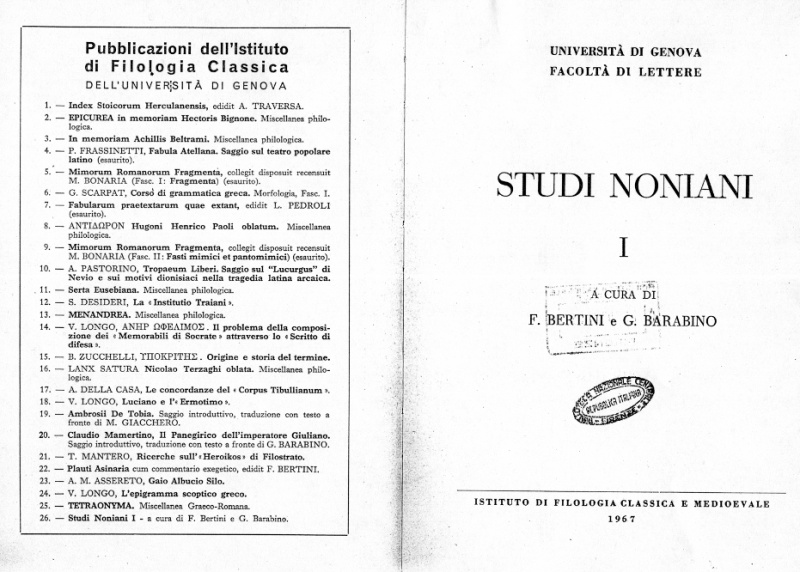 Pubblicazioni dell'Istituto
di Filologia Classica
DELL'UNIVERSITÀ DI GENOVA
1. — Index Stoicorum Herculanensis, edidit A. TRAVERSA.
2. — EPICUREA in memoriam Hectoris Bignone. Miscellanea philo-
logica.
3. — In memoriam Achillis Beltrami. Miscellanea philologica.
4. — P. FRASSINETTI, Fabula Atellana. Saggio sul teatro popolare
latino (esaurito).
5. — Mimorum Romanorum Fragmenta, collegit disposuit recensuit
M. BONARIA (Fasc. I: Fragmenta) (esaurito).
6. — G. SCARPAT, Corso di grammatica greca. Morfologia, Fasc. I.
7. — Fabularum praetextarum quae extant, edidit L. PEDROLI
(esaurito).
8. — ΑΝΤΙΔΩΡΟΝ Hugoni Henrico Paoli oblatum. Miscellanea
philologica.
9. — Mimorum Romanorum Fragmenta, collegit disposuit recensuit
M. BONARIA (Fasc. II: Fasti mimici et pantomimici) (esaurito).
10. — A. PASTORINO, Tropaeum Liberi. Saggio sul "Lucurgus" di
Nevio e sui motivi dionisiaci nella tragedia latina arcaica.
11. — Serta Eusebiana. Miscellanea philologica.
12. — S. DESIDERI, La « Institutio Traiani ».
13. — MENANDREA. Miscellanea philologica.
14. — V. LONGO, ΑΝΗΡ ΩΦΕΛΙΜΟΣ. Il problema della composi-
zione dei « Memorabili di Socrate » attraverso lo « Scritto di
difesa ».
15. — B. ZUCCHELLI, ΥΠΟΚΡΙΤΗΣ. Origine e storia del termine.
16. — LANX SATURA Nicolao Terzaghi oblata. Miscellanea philo-
logica.
17. — A. DELLA CASA, Le concordanze del « Corpus Tibullianum ».
18. — V. LONGO, Luciano e l'« Ermotimo ».
19. — Ambrosii De Tobia. Saggio introduttivo, traduzione con testo a
fronte di M. GIACCHERO.
20. — Claudio Mamertino, Il Panegirico dell'imperatore Giuliano.
Saggio introduttivo, traduzione con testo a fronte di G. BARABINO.
21. — T. MANTERO, Ricerche sull'« Heroikos » di Filostrato.
22. — Plauti Asinaria cum commentario exegetico, edidit F. BERTINI.
23. — A. M. ASSERETO, Gaio Albucio Silo.
24. — V. LONGO, L'epigramma scoptico greco.
25. — TETRAONYMA. Miscellanea Graeco-Romana.
26. — Studi Noniani I - a cura di F. Bertini e G. Barabino.
UNIVERSITÀ DI GENOVA
FACOLTÀ DI LETTERE
STUDI NONIANI
I
A CURA DI
F. BERTINI e G. BARABINO
NAZIONALE CENTRALE
REPUBBLICA ITALIANA
FIRENZE
ISTITUTO DI FILOLOGIA CLASSICA E MEDIOEVALE
1967